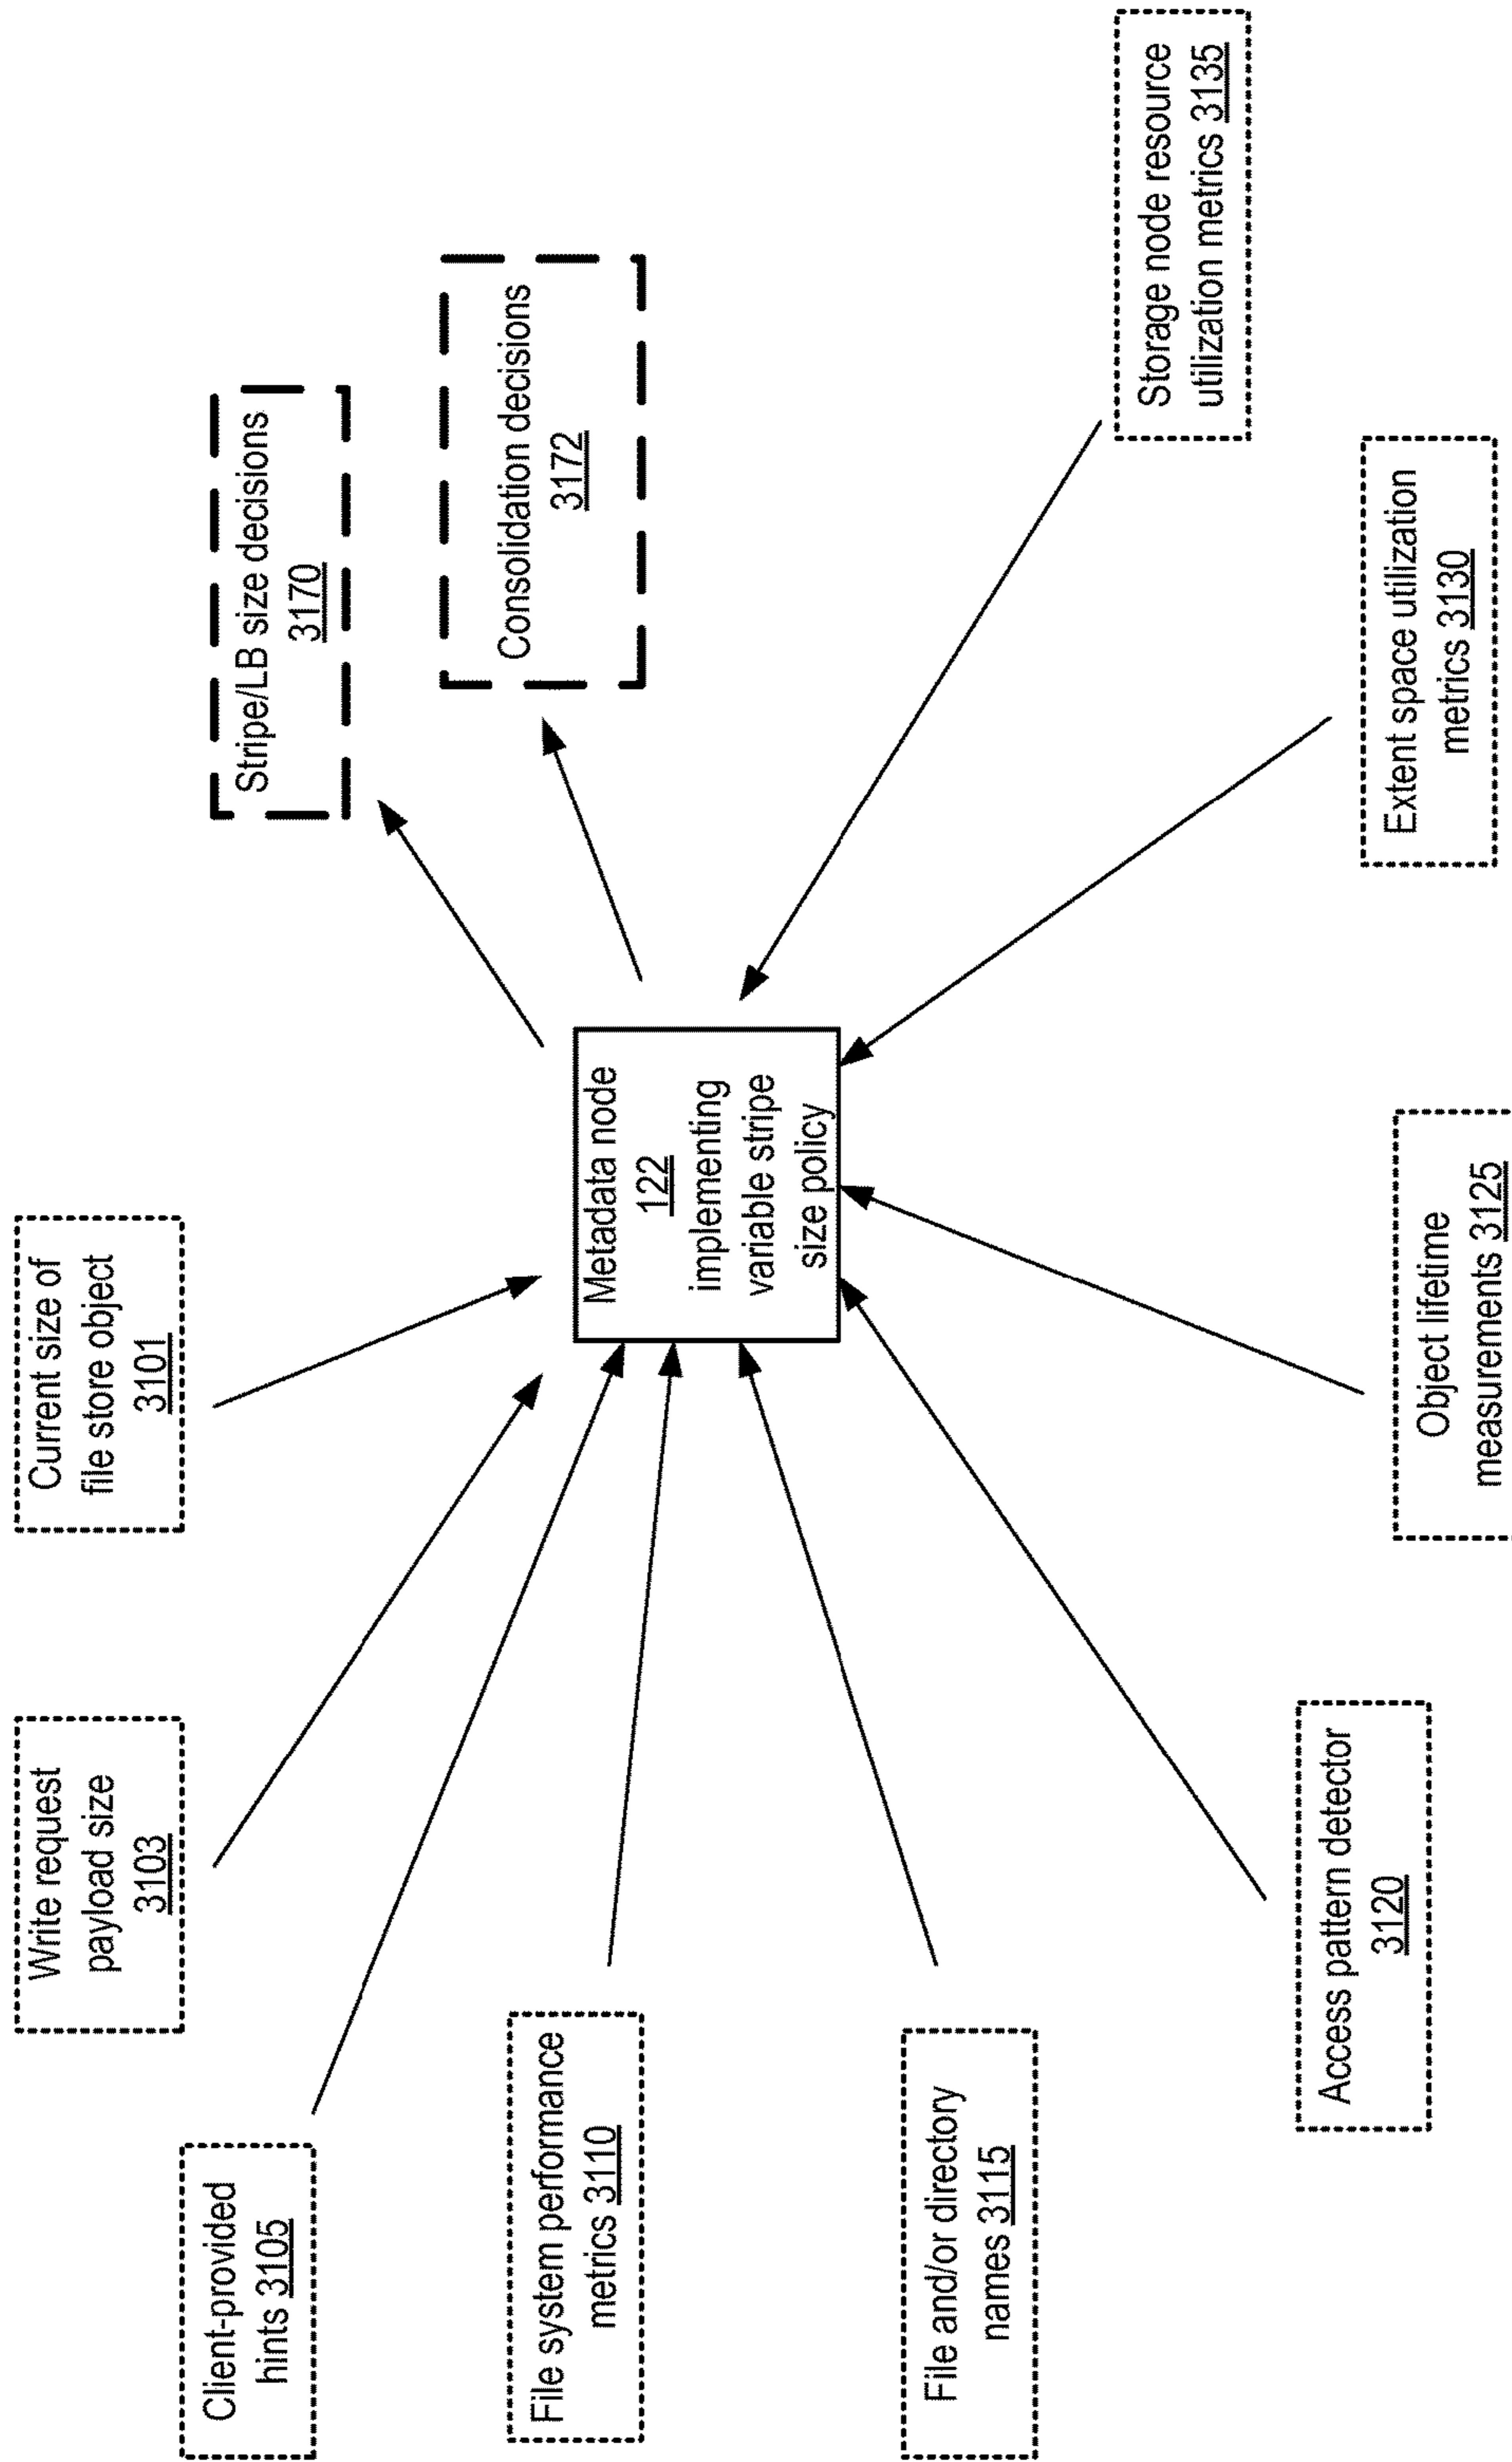 Current size of
file store object
3101
Write request
payload size
3103
Client-provided
hints 3105
File system performance
metrics 3110
File and/or directory
names 3115
Access pattern detector
3120
Object lifetime
measurements 3125
Extent space utilization
metrics 3130
Storage node resource
utilization metrics 3135
Metadata node
122
implementing
variable stripe
size policy
Stripe/LB size decisions
3170
Consolidation decisions
3172